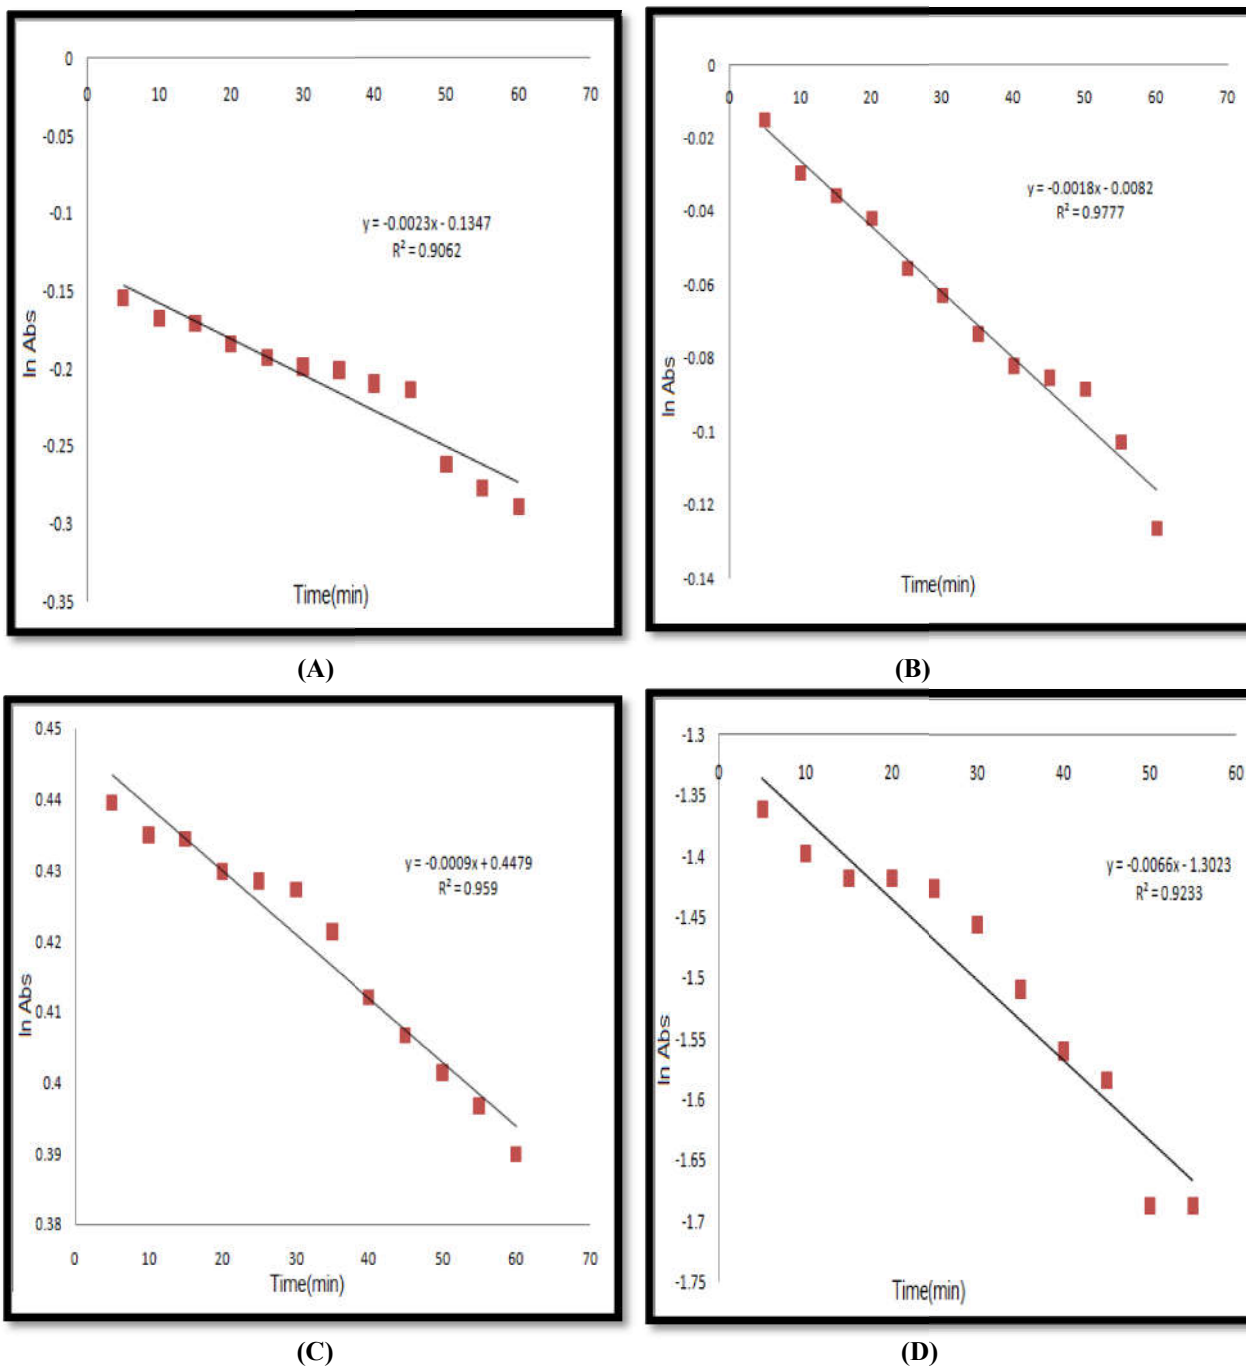 0
0 10 20 30 40 50 60 70
-0.05
-0.1
y = -0.0023x - 0.1347
R² = 0.9062
-0.15
-0.2
ln Abs
-0.25
-0.3
-0.35
Time(min)
(A)
0
0 10 20 30 40 50 60 70
-0.02
-0.04
y = -0.0018x - 0.0082
R² = 0.9777
-0.06
-0.08
ln Abs
-0.1
-0.12
-0.14
Time(min)
(B)
0.45
0.44
0.43
y = -0.0009x + 0.4479
R² = 0.959
0.42
0.41
ln Abs
0.4
0.39
0.38
0 10 20 30 40 50 60 70
Time(min)
(C)
-1.3
0 10 20 30 40 50 60
-1.35
-1.4
y = -0.0066x - 1.3023
R² = 0.9233
-1.45
-1.5
-1.55
ln Abs
-1.6
-1.65
-1.7
-1.75
Time(min)
(D)